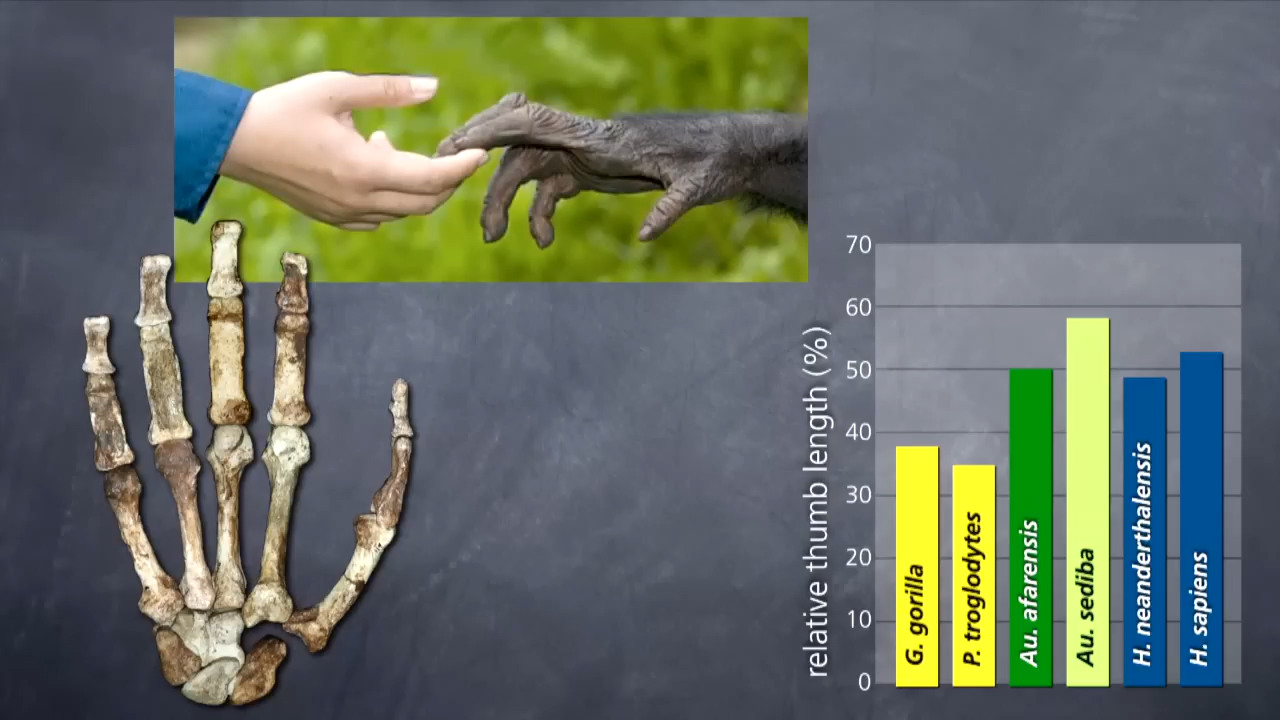 relative thumb length (%)
70
60
50
40
30
20
10
0
G. gorilla
P. troglodytes
Au. afarensis
Au. sediba
H. neanderthalensis
H. sapiens